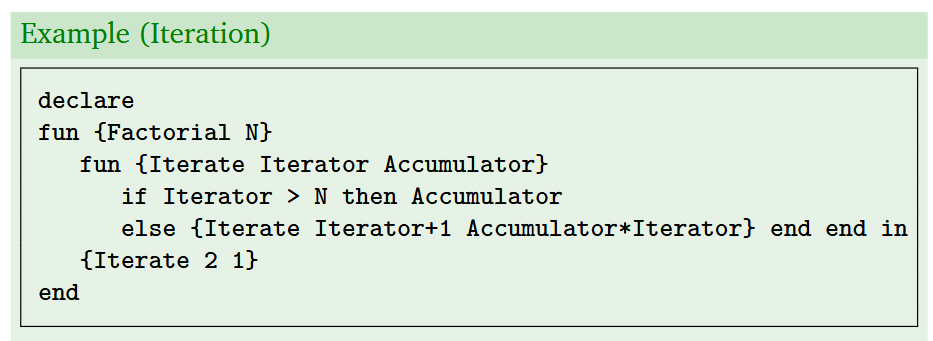 Example (Iteration)
declare
fun {Factorial N}
fun {Iterate Iterator Accumulator}
if Iterator > N then Accumulator
else {Iterate Iterator+1 Accumulator*Iterator} end end in
{Iterate 2 1}
end